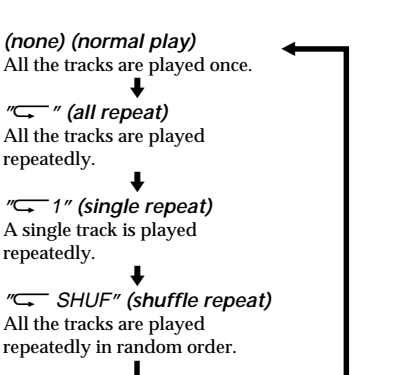 (none) (normal play)
All the tracks are played once.
" " (all repeat)
All the tracks are played
repeatedly.
" 1" (single repeat)
A single track is played
repeatedly.
" SHUF" (shuffle repeat)
All the tracks are played
repeatedly in random order.